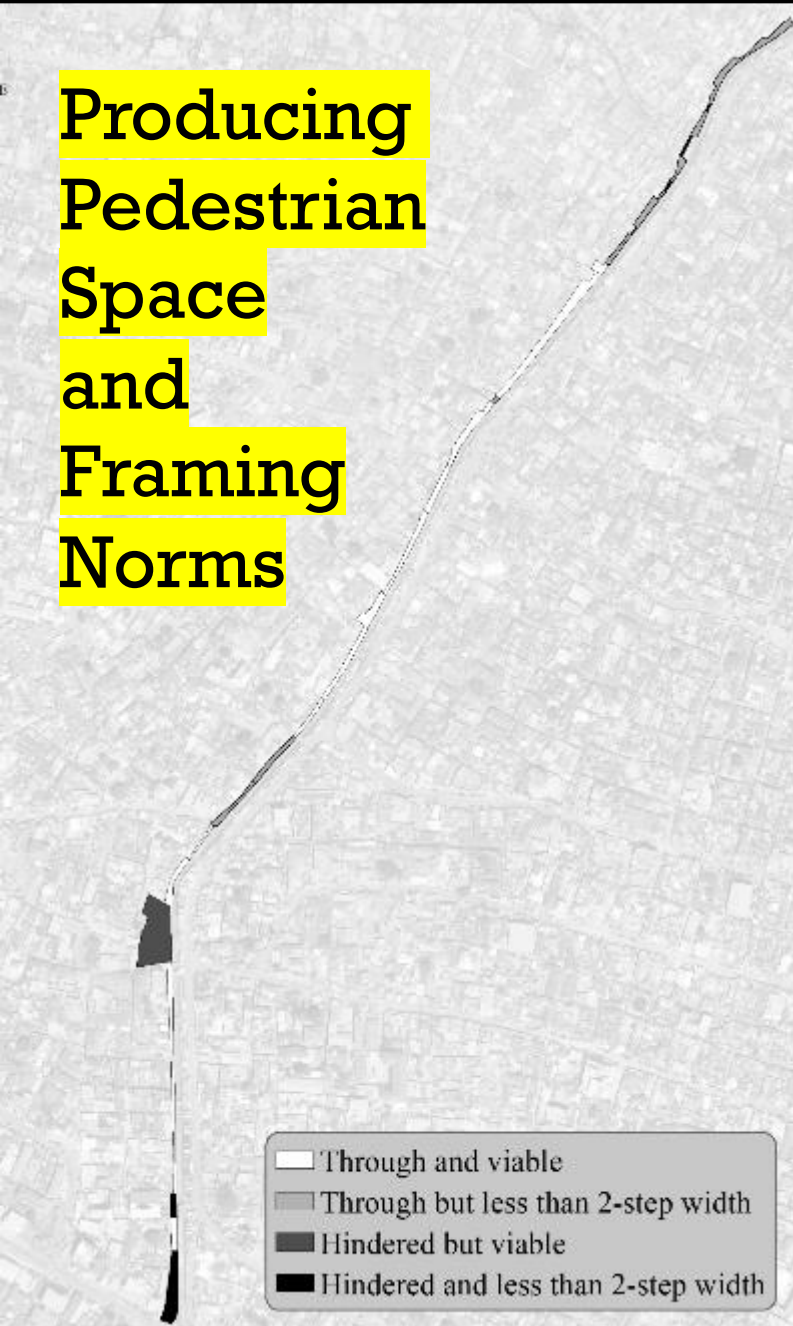 Producing
Pedestrian
Space
and
Framing
Norms
Through and viable
Through but less than 2-step width
Hindered but viable
Hindered and less than 2-step width